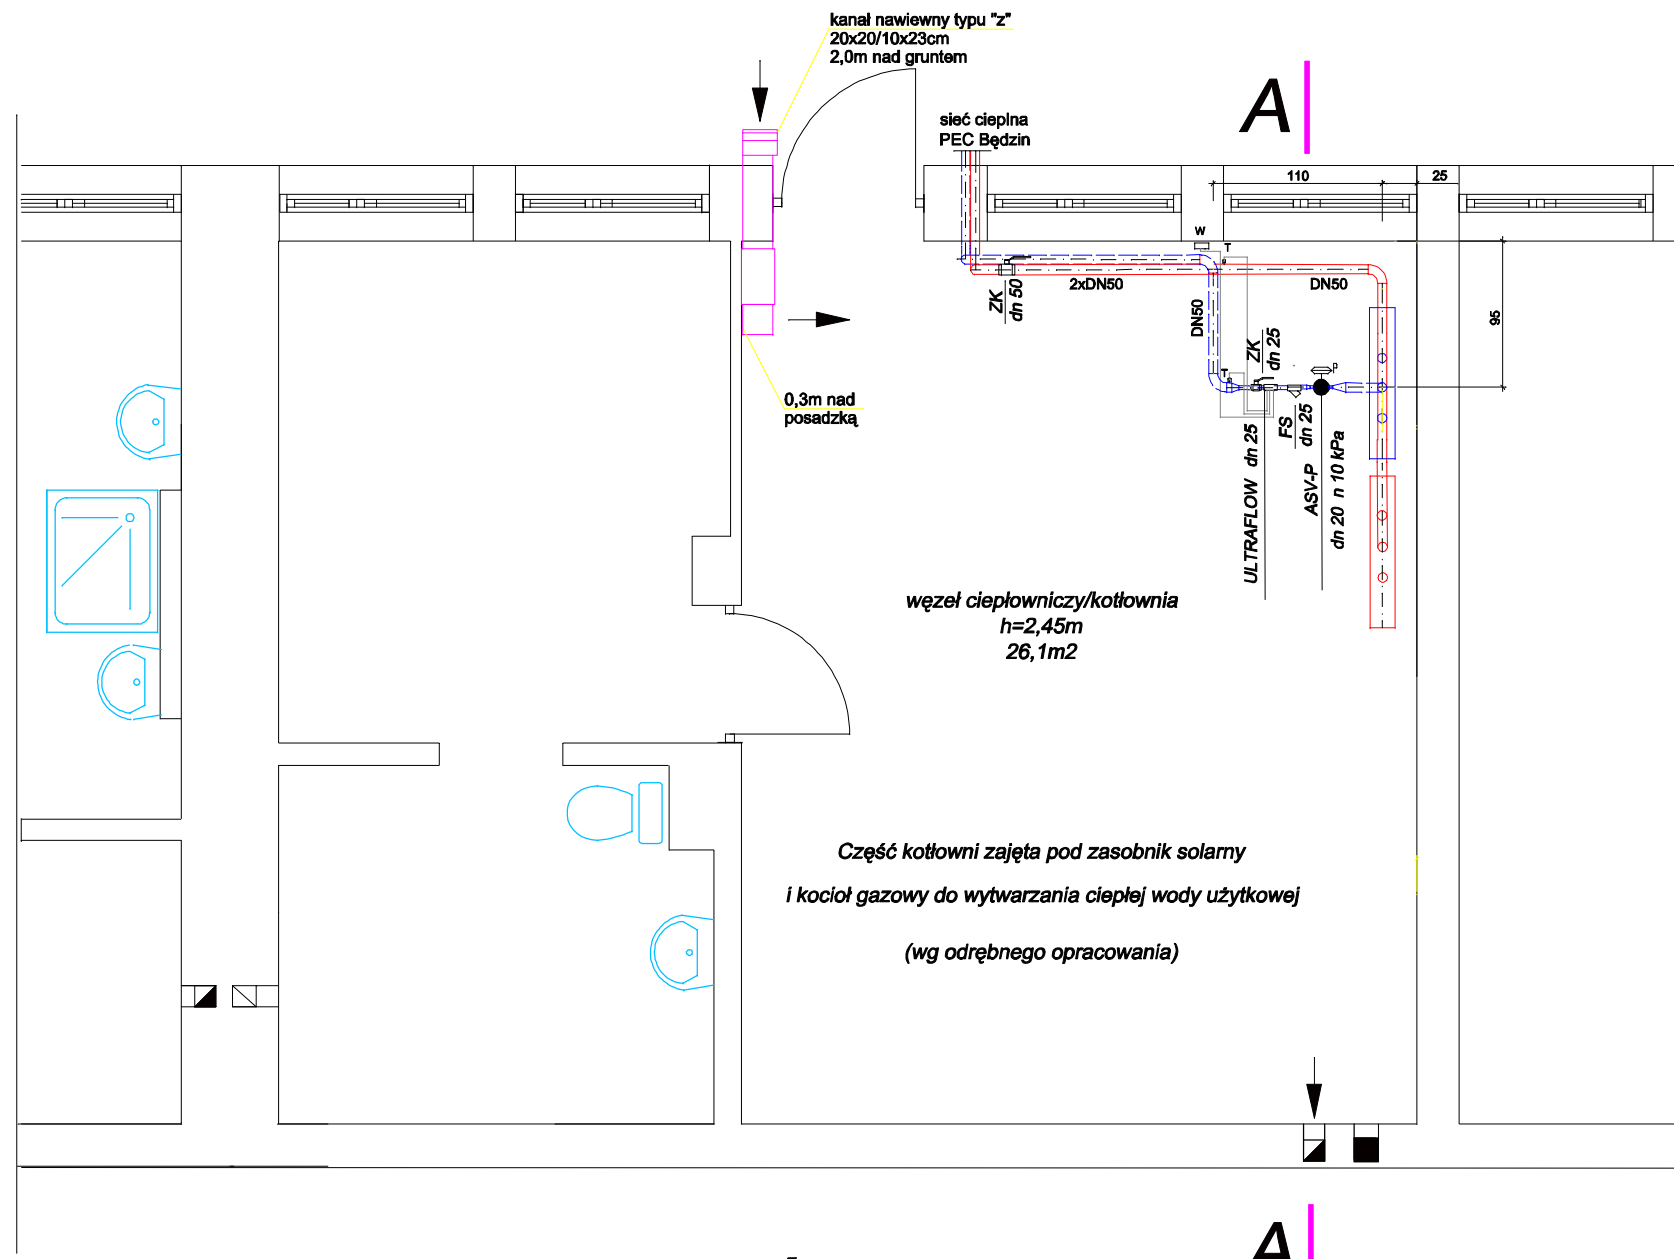 kanał nawiewny typu "z"
20x20/10x23cm
2,0m nad gruntem
sieć cieplna
PEC Będzin
A
110
25
W
T
ZK
dn 50
2xDN50
DN50
DN50
95
ZK
dn 25
T
P
0,3m nad
posadzką
ULTRAFLOW dn 25
FS
dn 25
ASV-P
dn 20 n 10 kPa
węzeł ciepłowniczy/kotłownia
h=2,45m
26,1m2
Część kotłowni zajęta pod zasobnik solarny
i kocioł gazowy do wytwarzania ciepłej wody użytkowej
(wg odrębnego opracowania)
A